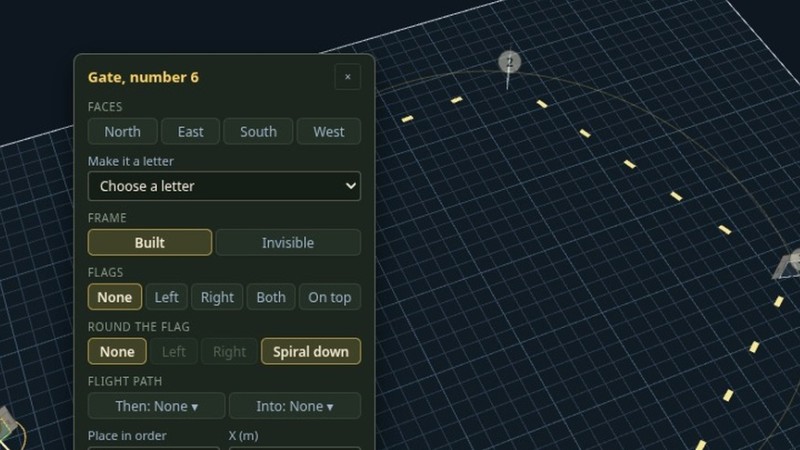 2
Gate, number 6
×
FACES
North East South West
Make it a letter
Choose a letter
FRAME
Built Invisible
FLAGS
None Left Right Both On top
ROUND THE FLAG
None Left Right Spiral down
FLIGHT PATH
Then: None ▾ Into: None ▾
Place in order X (m)